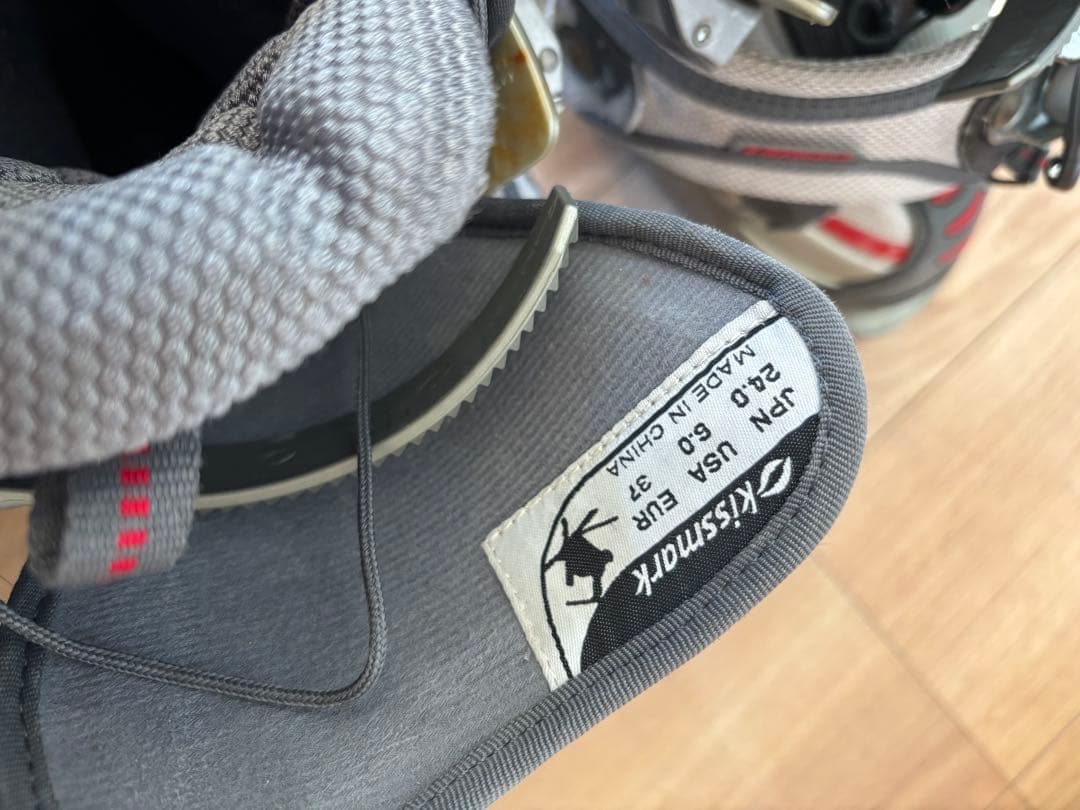 kissmark
JPN USA EUR
24.0 6.0 37
MADE IN CHINA